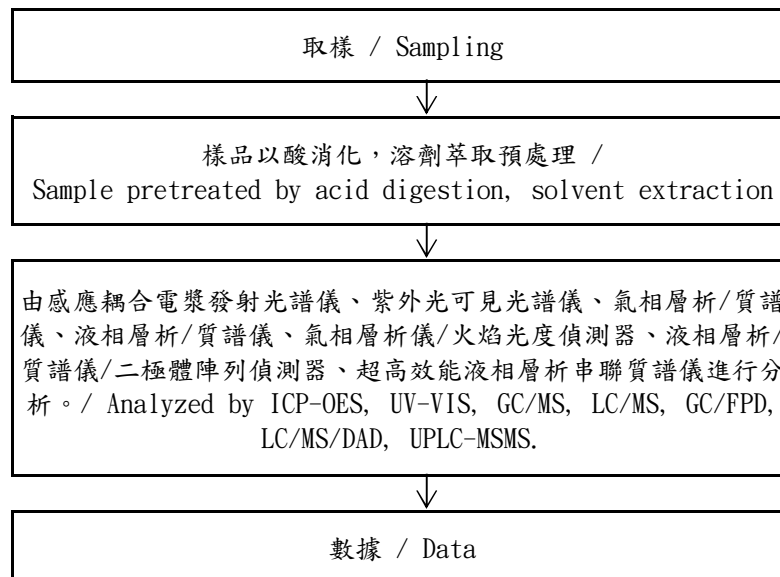 取樣 / Sampling
樣品以酸消化，溶劑萃取預處理 /
Sample pretreated by acid digestion, solvent extraction
由感應耦合電漿發射光譜儀、紫外光可見光譜儀、氣相層析/質譜
儀、液相層析/質譜儀、氣相層析儀/火焰光度偵測器、液相層析/
質譜儀/二極體陣列偵測器、超高效能液相層析串聯質譜儀進行分
析。/ Analyzed by ICP-OES, UV-VIS, GC/MS, LC/MS, GC/FPD,
LC/MS/DAD, UPLC-MSMS.
數據 / Data